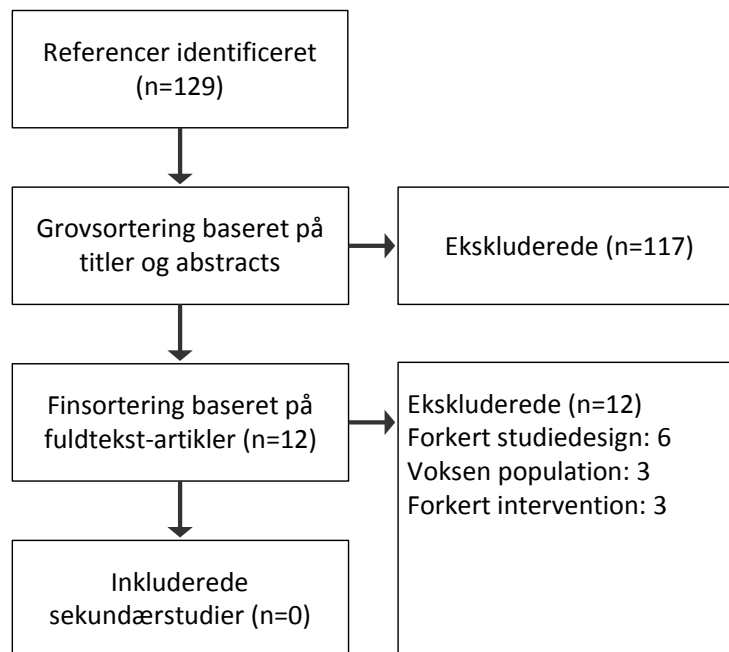 Referencer identificeret
(n=129)
Grovsortering baseret på
titler og abstracts
Ekskluderede (n=117)
Finsortering baseret på
fuldtekst-artikler (n=12)
Ekskluderede (n=12)
Forkert studiedesign: 6
Voksen population: 3
Forkert intervention: 3
Inkluderede
sekundærstudier (n=0)